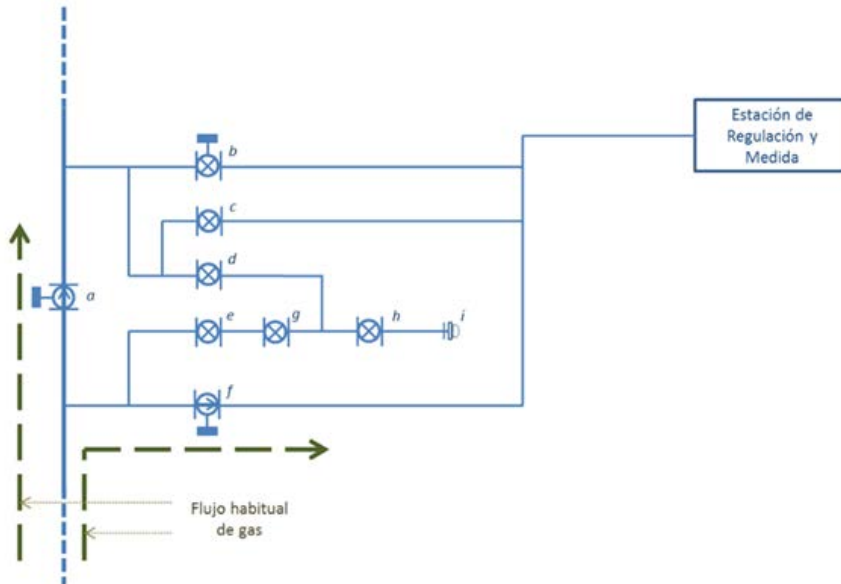 Estación de
Regulación y
Medida
b
c
d
a
e
g
h
i
f
Flujo habitual
de gas